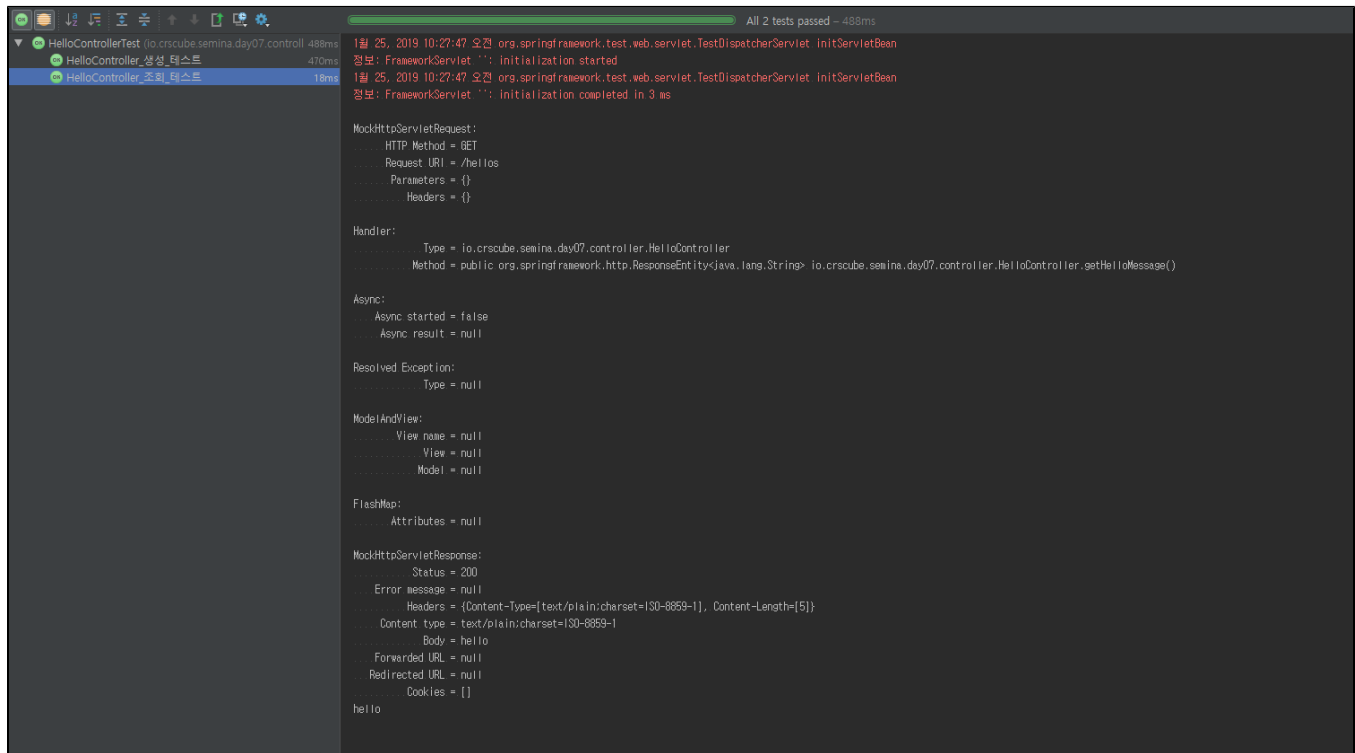 All 2 tests passed – 488ms
HelloControllerTest (io.crscube.semina.day07.controll 488ms
HelloController_생성_테스트 470ms
HelloController_조회_테스트 18ms
1월 25, 2019 10:27:47 오전 org.springframework.test.web.servlet.TestDispatcherServlet initServletBean
정보: FrameworkServlet '': initialization started
1월 25, 2019 10:27:47 오전 org.springframework.test.web.servlet.TestDispatcherServlet initServletBean
정보: FrameworkServlet '': initialization completed in 3 ms
MockHttpServletRequest:
HTTP Method = GET
Request URI = /hellos
Parameters = {}
Headers = {}
Handler:
Type = io.crscube.semina.day07.controller.HelloController
Method = public org.springframework.http.ResponseEntity<java.lang.String> io.crscube.semina.day07.controller.HelloController.getHelloMessage()
Async:
Async started = false
Async result = null
Resolved Exception:
Type = null
ModelAndView:
View name = null
View = null
Model = null
FlashMap:
Attributes = null
MockHttpServletResponse:
Status = 200
Error message = null
Headers = {Content-Type=[text/plain;charset=ISO-8859-1], Content-Length=[5]}
Content type = text/plain;charset=ISO-8859-1
Body = hello
Forwarded URL = null
Redirected URL = null
Cookies = []
hello